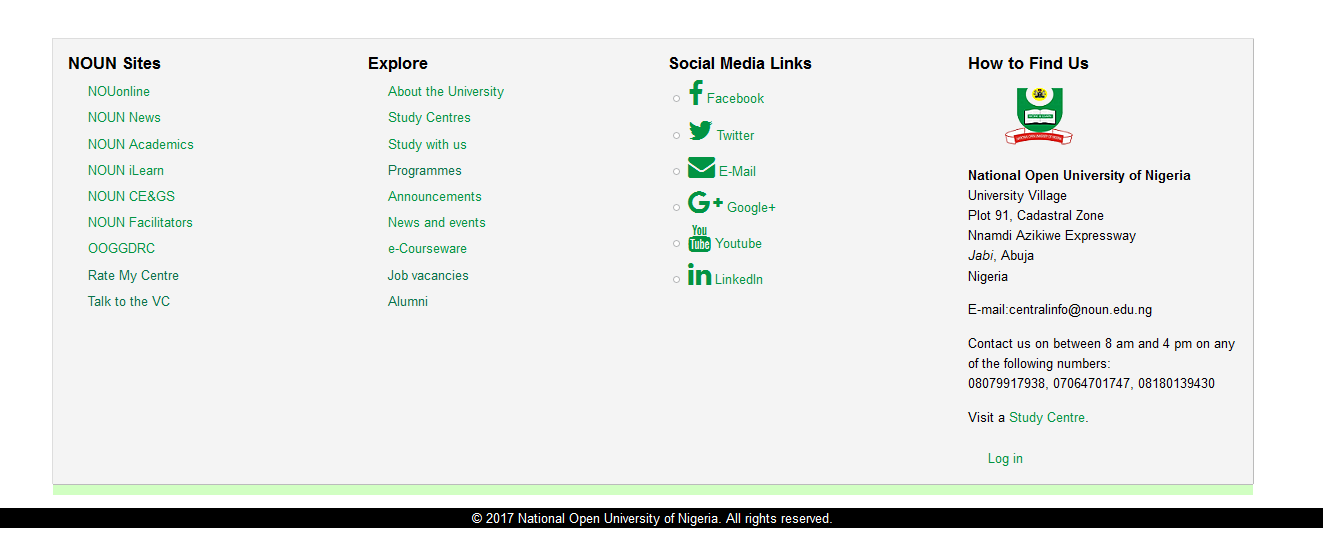 NOUN Sites
NOUonline
NOUN News
NOUN Academics
NOUN iLearn
NOUN CE&GS
NOUN Facilitators
OOGGDRC
Rate My Centre
Talk to the VC
Explore
About the University
Study Centres
Study with us
Programmes
Announcements
News and events
e-Courseware
Job vacancies
Alumni
Social Media Links
Facebook
Twitter
E-Mail
G+ Google+
You Tube Youtube
in LinkedIn
How to Find Us
National Open University of Nigeria
University Village
Plot 91, Cadastral Zone
Nnamdi Azikiwe Expressway
Jabi, Abuja
Nigeria
E-mail:centralinfo@noun.edu.ng
Contact us on between 8 am and 4 pm on any
of the following numbers:
08079917938, 07064701747, 08180139430
Visit a Study Centre.
Log in
© 2017 National Open University of Nigeria. All rights reserved.